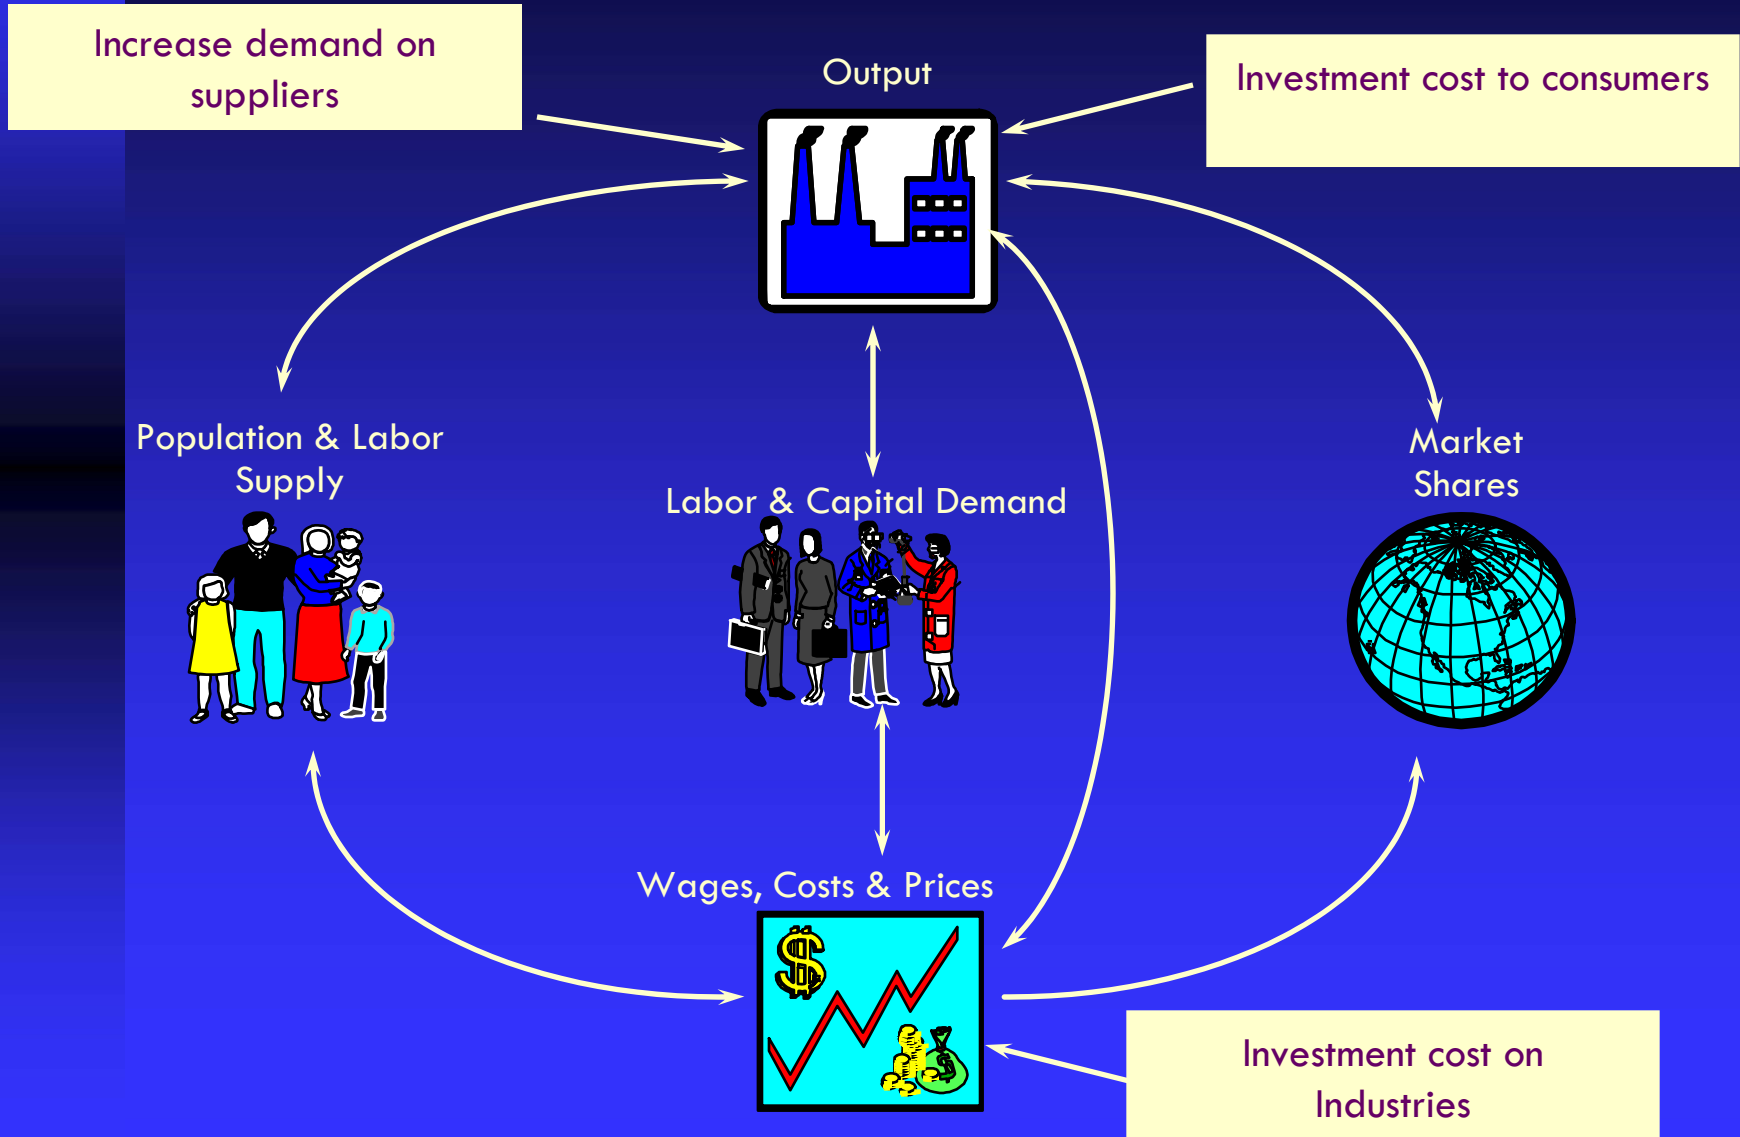 Increase demand on
suppliers
Output
Investment cost to consumers
Population & Labor
Supply
Labor & Capital Demand
Market
Shares
Wages, Costs & Prices
Investment cost on
Industries